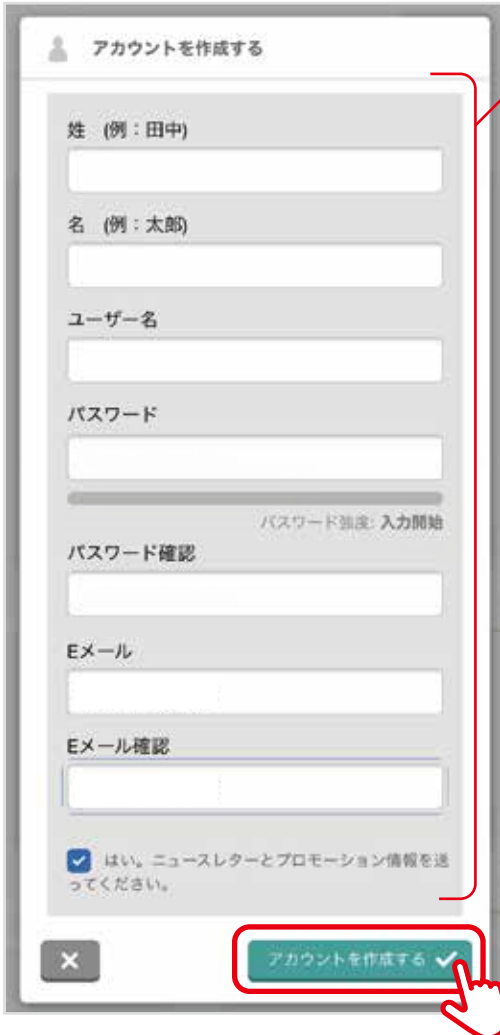 アカウントを作成する
姓 (例：田中)
名 (例：太郎)
ユーザー名
パスワード
パスワード強度: 入力開始
パスワード確認
Eメール
Eメール確認
はい。ニュースレターとプロモーション情報を送
ってください。
アカウントを作成する